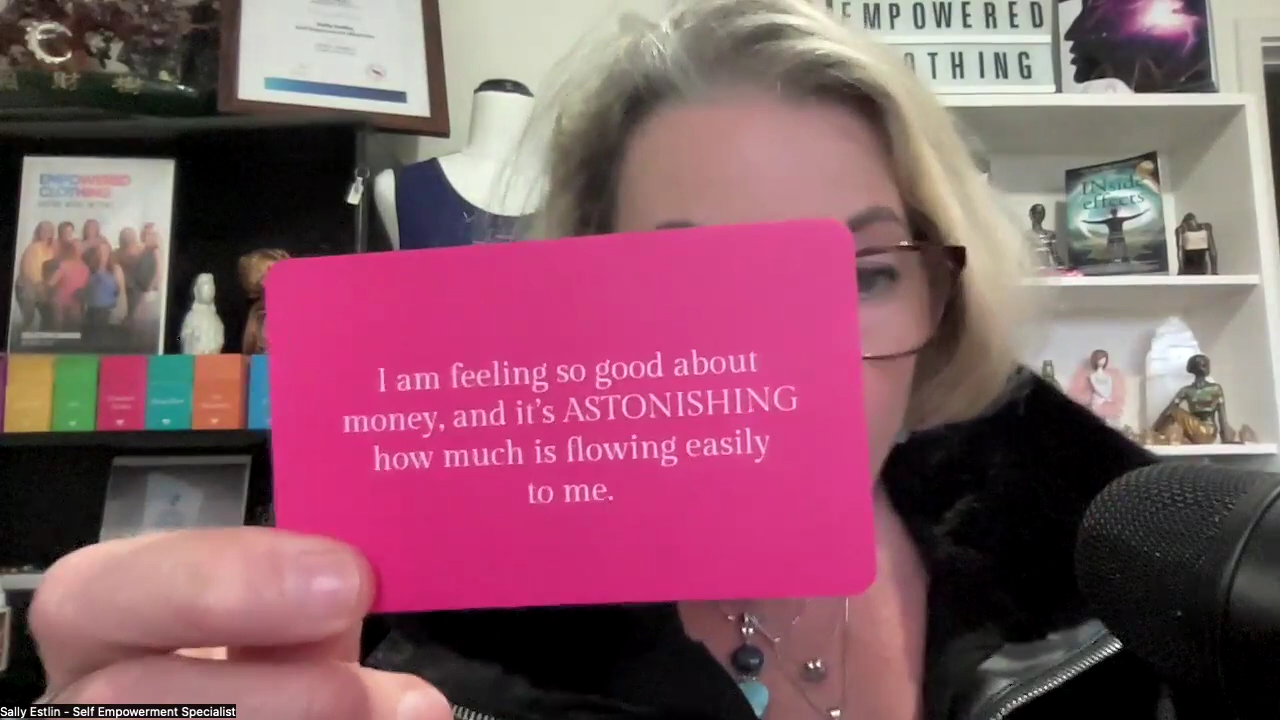 EMPOWERED
OTHING
EMPOWERED
CLOTHING
INside
effects
I am feeling so good about
money, and it's ASTONISHING
how much is flowing easily
to me.
Sally Estlin - Self Empowerment Specialist